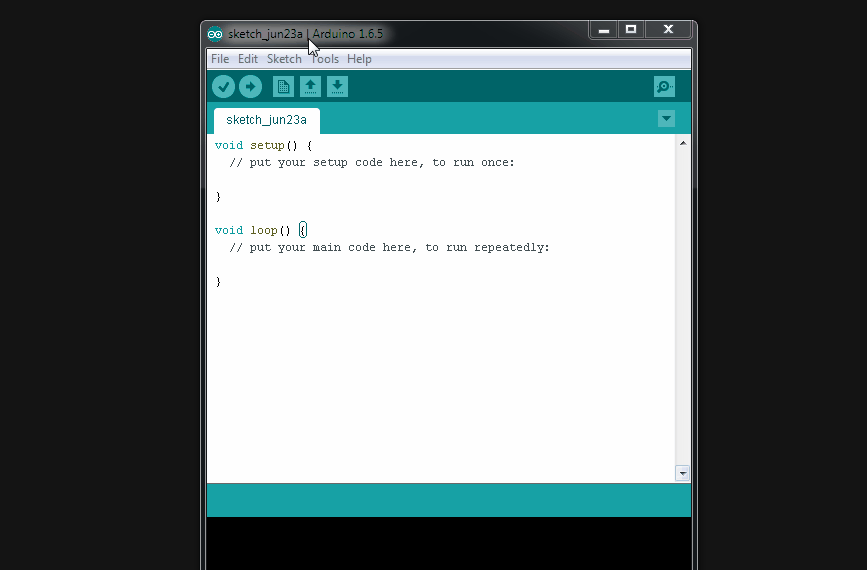 sketch_jun23a | Arduino 1.6.5
File Edit Sketch Tools Help
sketch_jun23a
void setup() {
  // put your setup code here, to run once:
}
void loop() {
  // put your main code here, to run repeatedly:
}